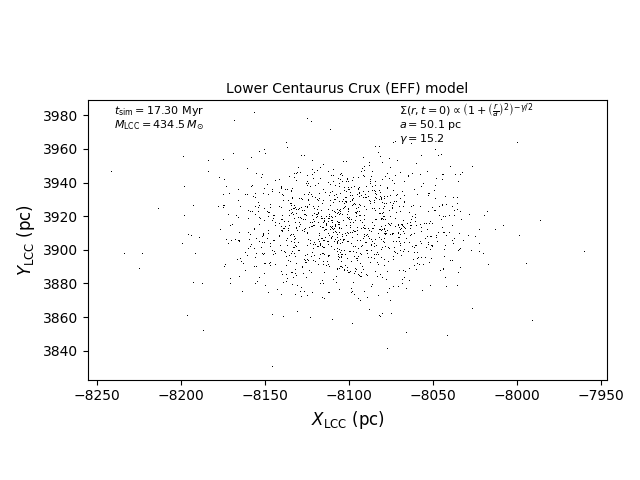 Lower Centaurus Crux (EFF) model
t_sim = 17.30 Myr
M_LCC = 434.5 M_⊙
Σ(r, t = 0) ∝ (1 + (r/a)^2)^{-γ/2}
a = 50.1 pc
γ = 15.2
Y_LCC (pc)
3980
3960
3940
3920
3900
3880
3860
3840
−8250 −8200 −8150 −8100 −8050 −8000 −7950
X_LCC (pc)